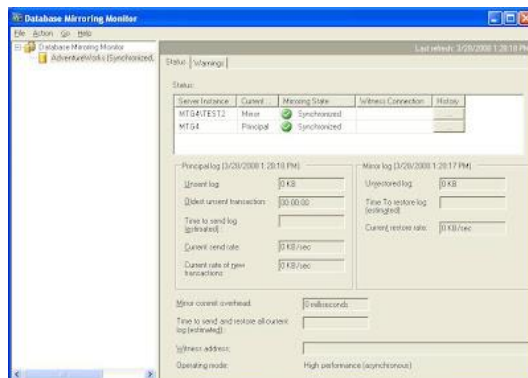 Database Mirroring Monitor
File Action Go Help
Database Mirroring Monitor
AdventureWorks (Synchronized,
Last refresh: 3/20/2008 1:28:18 PM
Status Warnings
Status:
Server Instance Current ... Mirroring State Witness Connection History
MTG4\TEST2 Mirror Synchronized ...
MTG4 Principal Synchronized ...
Principal log (3/20/2008 1:28:18 PM)
Unsent log: 0 KB
Oldest unsent transaction: 00:00:00
Time to send log (estimated):
Current send rate: 0 KB/sec
Current rate of new transactions: 0 KB/sec
Mirror log (3/20/2008 1:28:17 PM)
Unrestored log: 0 KB
Time To restore log (estimated):
Current restore rate: 0 KB/sec
Mirror commit overhead: 0 milliseconds
Time to send and restore all current log (estimated):
Witness address:
Operating mode: High performance (asynchronous)